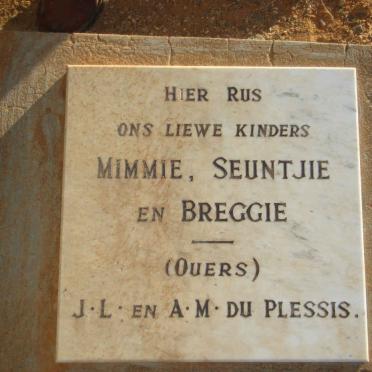 HIER RUS
ONS LIEWE KINDERS
MIMMIE, SEUNTJIE
EN BREGGIE
(OUERS)
J·L· EN A·M· DU PLESSIS.